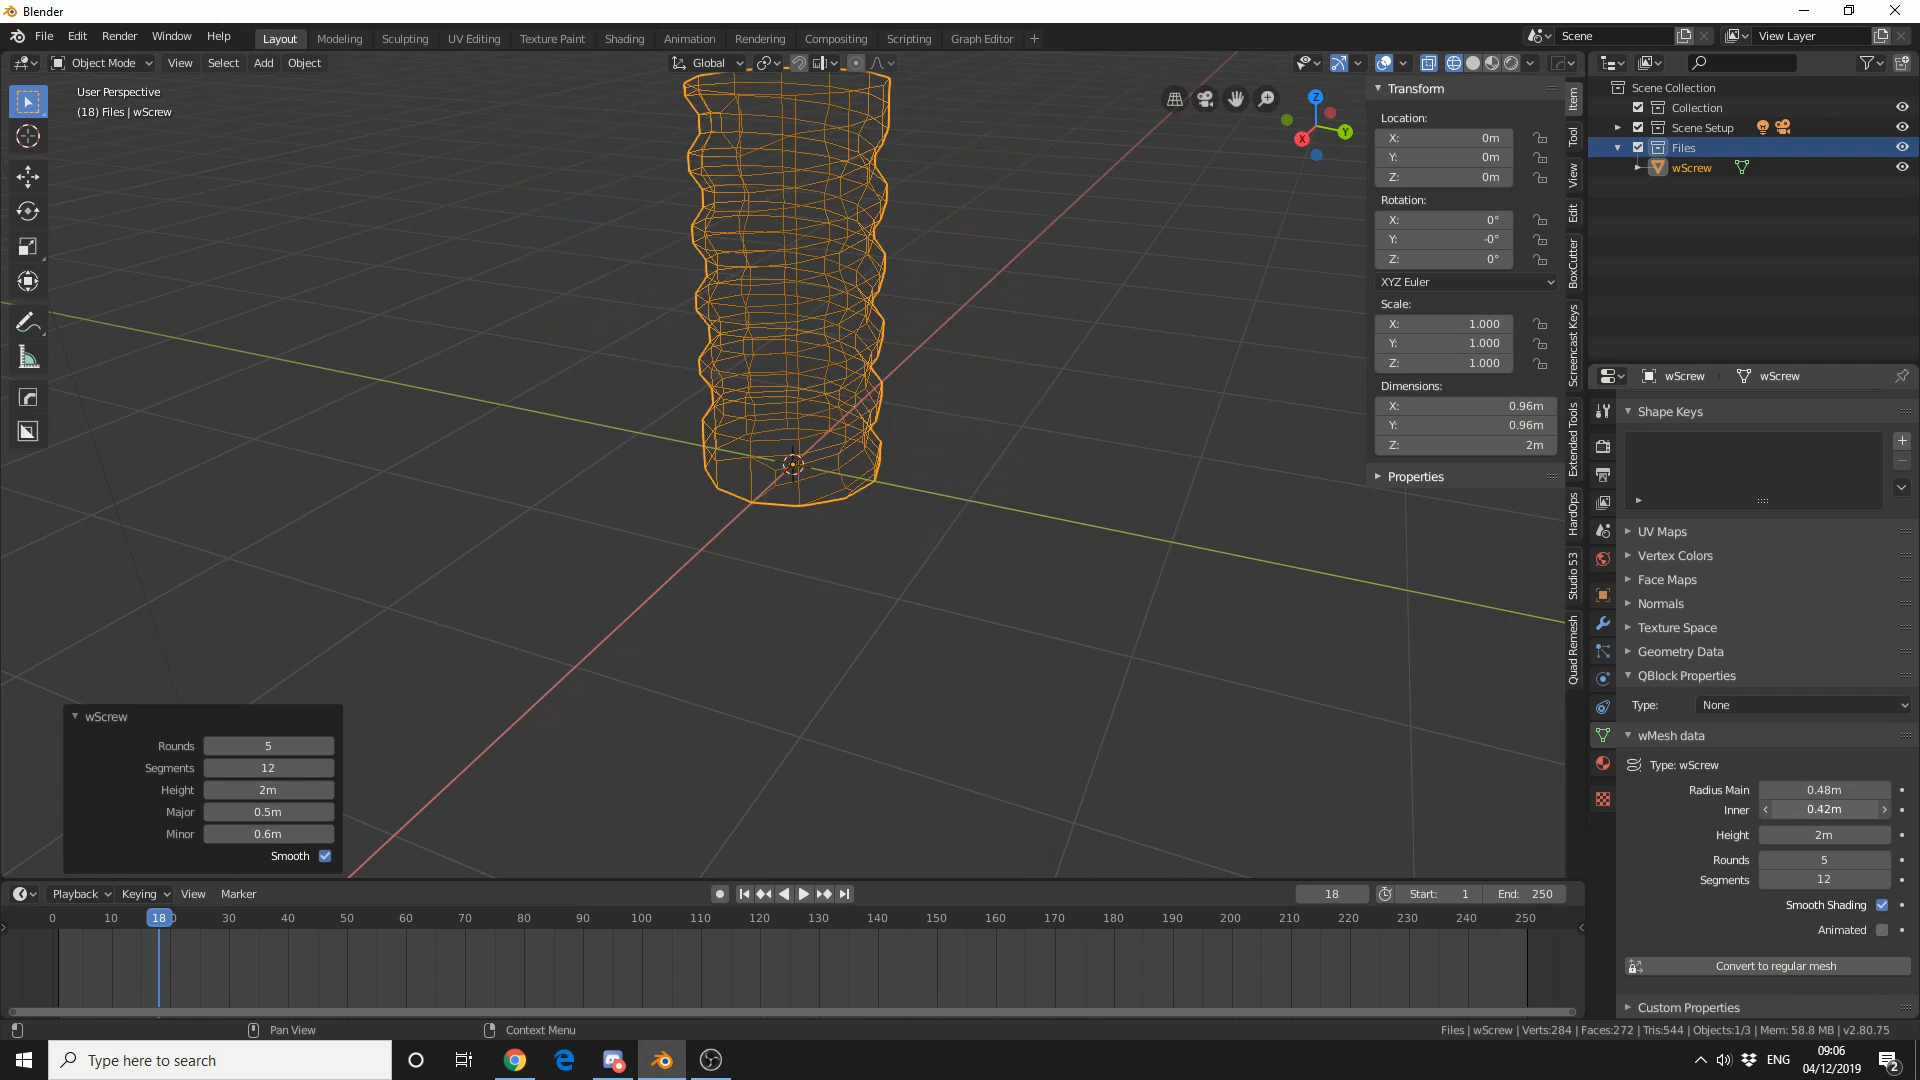 Blender
File Edit Render Window Help Layout Modeling Sculpting UV Editing Texture Paint Shading Animation Rendering Compositing Scripting Graph Editor + Scene View Layer
Object Mode View Select Add Object Global
User Perspective
(18) Files | wScrew
Z
Y
X
Transform
Location:
X: 0m
Y: 0m
Z: 0m
Rotation:
X: 0°
Y: -0°
Z: 0°
XYZ Euler
Scale:
X: 1.000
Y: 1.000
Z: 1.000
Dimensions:
X: 0.96m
Y: 0.96m
Z: 2m
Properties
Item
Tool
View
Edit
BoxCutter
Screencast Keys
Extended Tools
HardOps
Studio 53
Quad Remesh
Scene Collection
Collection
Scene Setup
Files
wScrew
wScrew wScrew
Shape Keys
UV Maps
Vertex Colors
Face Maps
Normals
Texture Space
Geometry Data
QBlock Properties
Type: None
wMesh data
Type: wScrew
Radius Main 0.48m
Inner 0.42m
Height 2m
Rounds 5
Segments 12
Smooth Shading
Animated
Convert to regular mesh
Custom Properties
wScrew
Rounds 5
Segments 12
Height 2m
Major 0.5m
Minor 0.6m
Smooth
Playback Keying View Marker 18 Start: 1 End: 250
0 10 18 30 40 50 60 70 80 90 100 110 120 130 140 150 160 170 180 190 200 210 220 230 240 250
Pan View Context Menu Files | wScrew | Verts:284 | Faces:272 | Tris:544 | Objects:1/3 | Mem: 58.8 MB | v2.80.75
Type here to search
ENG
09:06
04/12/2019
2